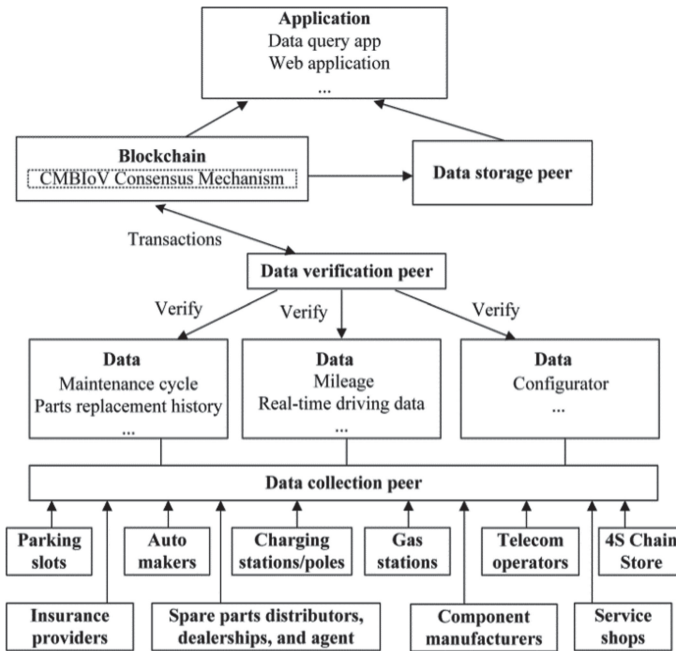 Application
Data query app
Web application
...
Blockchain
CMBIoV Consensus Mechanism
Data storage peer
Transactions
Data verification peer
Verify
Verify
Verify
Data
Maintenance cycle
Parts replacement history
...
Data
Mileage
Real-time driving data
...
Data
Configurator
...
Data collection peer
Parking
slots
Auto
makers
Charging
stations/poles
Gas
stations
Telecom
operators
4S Chain
Store
Insurance
providers
Spare parts distributors,
dealerships, and agent
Component
manufacturers
Service
shops